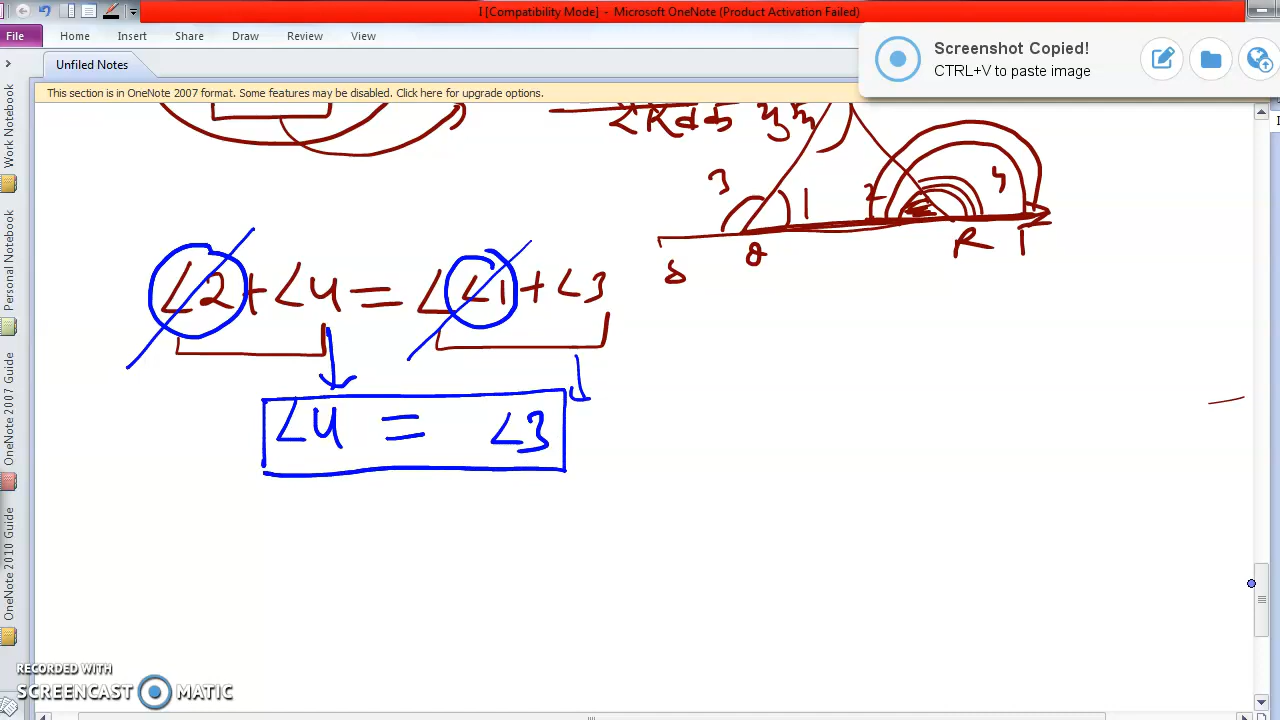 I [Compatibility Mode] - Microsoft OneNote (Product Activation Failed)
File Home Insert Share Draw Review View
Screenshot Copied!
CTRL+V to paste image
Unfiled Notes
This section is in OneNote 2007 format. Some features may be disabled. Click here for upgrade options.
Work Notebook
Personal Notebook
OneNote 2007 Guide
OneNote 2010 Guide
3 1 2 4
R
∠2 + ∠4 = ∠ ∠1 + ∠3
∠4 = ∠3
RECORDED WITH
SCREENCAST MATIC